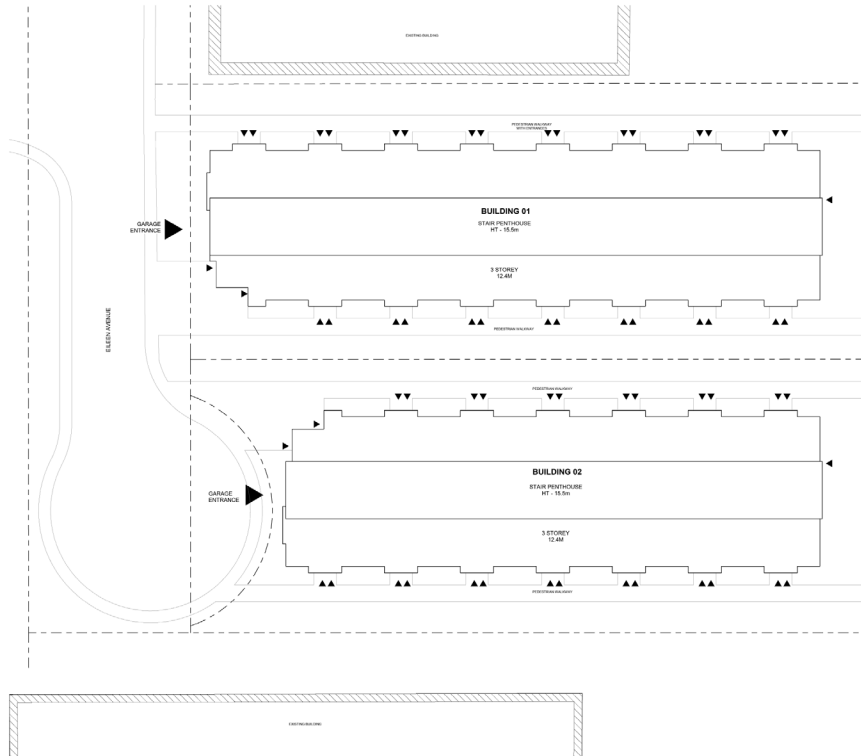 EXISTING BUILDING
PEDESTRIAN WALKWAY
WITH ENTRANCES
BUILDING 01
STAIR PENTHOUSE
HT - 15.5m
GARAGE
ENTRANCE
3 STOREY
12.4M
EILEEN AVENUE
PEDESTRIAN WALKWAY
PEDESTRIAN WALKWAY
BUILDING 02
STAIR PENTHOUSE
HT - 15.5m
GARAGE
ENTRANCE
3 STOREY
12.4M
PEDESTRIAN WALKWAY
EXISTING BUILDING